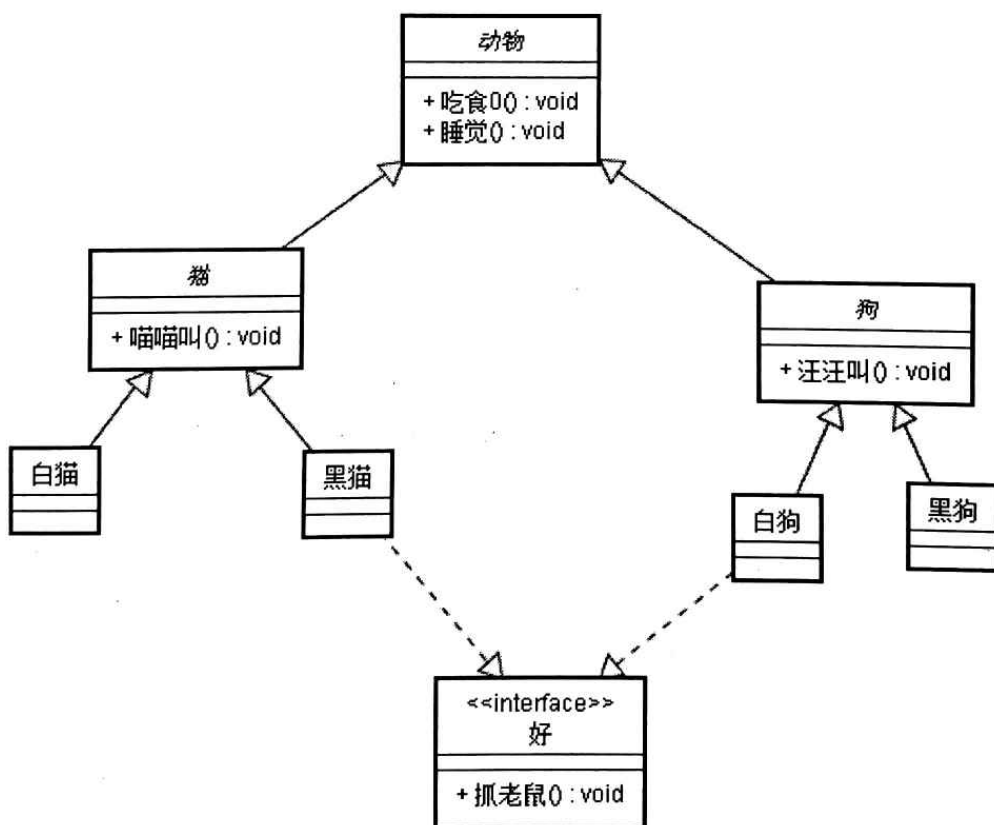 动物
+ 吃食0() : void
+ 睡觉() : void
猫
+ 喵喵叫() : void
狗
+ 汪汪叫() : void
白猫
黑猫
白狗
黑狗
<<interface>>
好
+ 抓老鼠() : void